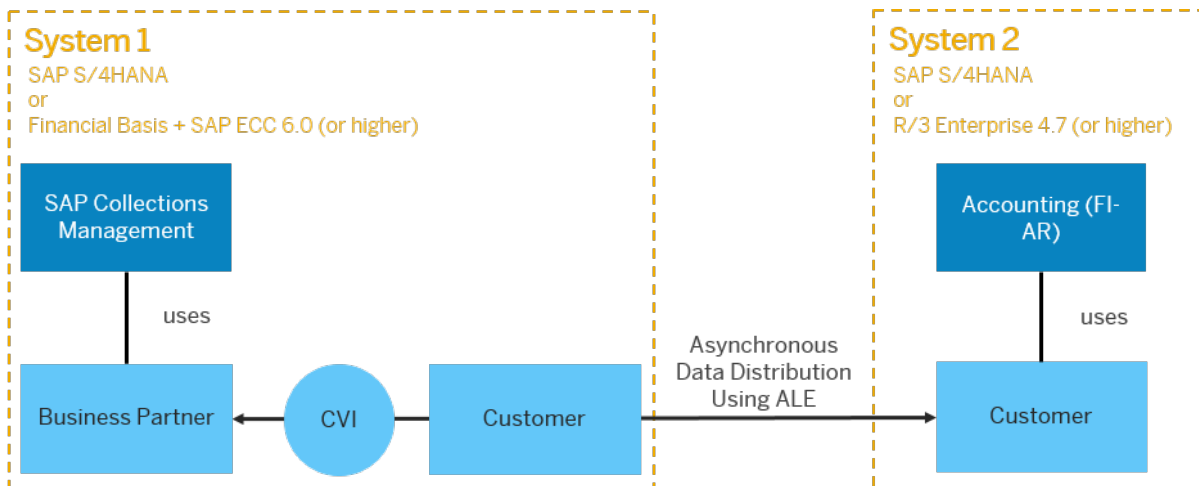 System 1
SAP S/4HANA
or
Financial Basis + SAP ECC 6.0 (or higher)
SAP Collections
Management
uses
Business Partner
CVI
Customer
Asynchronous
Data Distribution
Using ALE
System 2
SAP S/4HANA
or
R/3 Enterprise 4.7 (or higher)
Accounting (FI-
AR)
uses
Customer